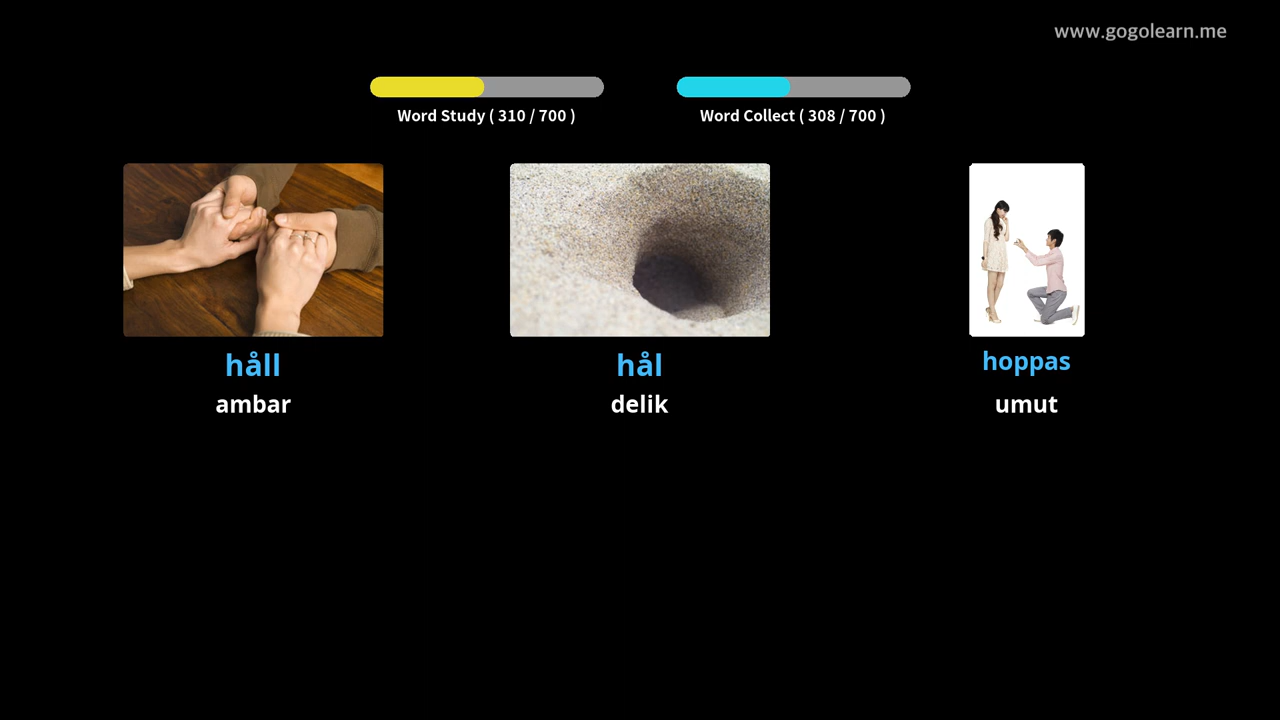 www.gogolearn.me
Word Study ( 310 / 700 )
Word Collect ( 308 / 700 )
håll
hål
hoppas
ambar
delik
umut